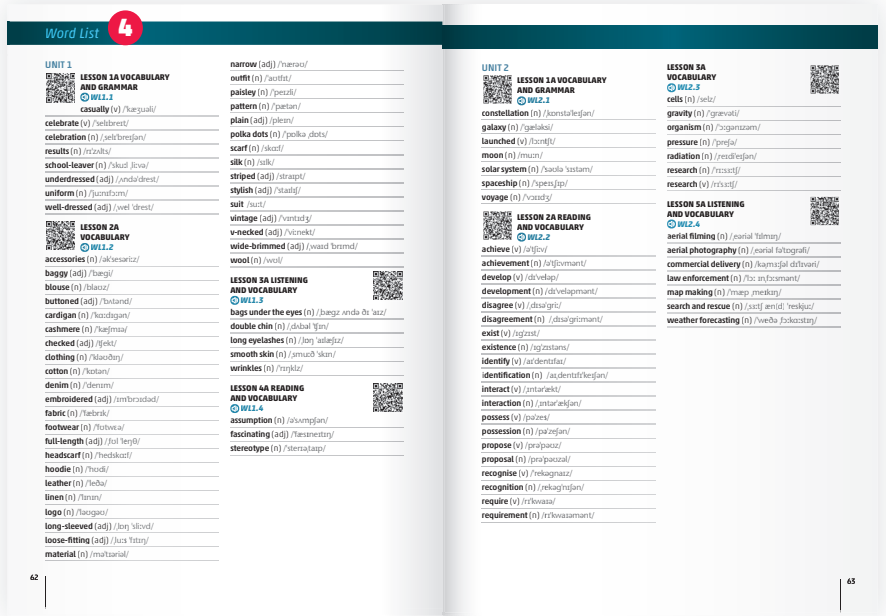 Word List 4
UNIT 1
LESSON 1A VOCABULARY
AND GRAMMAR
WL1.1
casually (v) /ˈkæʒuəli/
celebrate (v) /ˈselɪbreɪt/
celebration (n) /ˌselɪˈbreɪʃən/
results (n) /rɪˈzʌlts/
school-leaver (n) /ˈskuːl ˌliːvə/
underdressed (adj) /ˌʌndəˈdrest/
uniform (n) /ˈjuːnɪfɔːm/
well-dressed (adj) /ˌwel ˈdrest/
LESSON 2A
VOCABULARY
WL1.2
accessories (n) /əkˈsesəriːz/
baggy (adj) /ˈbæɡi/
blouse (n) /blaʊz/
buttoned (adj) /ˈbʌtənd/
cardigan (n) /ˈkɑːdɪɡən/
cashmere (n) /ˈkæʃmɪə/
checked (adj) /tʃekt/
clothing (n) /ˈkləʊðɪŋ/
cotton (n) /ˈkɒtən/
denim (n) /ˈdenɪm/
embroidered (adj) /ɪmˈbrɔɪdəd/
fabric (n) /ˈfæbrɪk/
footwear (n) /ˈfʊtweə/
full-length (adj) /ˌfʊl ˈleŋθ/
headscarf (n) /ˈhedskɑːf/
hoodie (n) /ˈhʊdi/
leather (n) /ˈleðə/
linen (n) /ˈlɪnɪn/
logo (n) /ˈləʊɡəʊ/
long-sleeved (adj) /ˌlɒŋ ˈsliːvd/
loose-fitting (adj) /ˌluːs ˈfɪtɪŋ/
material (n) /məˈtɪəriəl/
narrow (adj) /ˈnærəʊ/
outfit (n) /ˈaʊtfɪt/
paisley (n) /ˈpeɪzli/
pattern (n) /ˈpætən/
plain (adj) /pleɪn/
polka dots (n) /ˈpɒlkə ˌdɒts/
scarf (n) /skɑːf/
silk (n) /sɪlk/
striped (adj) /straɪpt/
stylish (adj) /ˈstaɪlɪʃ/
suit /suːt/
vintage (adj) /ˈvɪntɪdʒ/
v-necked (adj) /ˈviːnekt/
wide-brimmed (adj) /ˌwaɪd ˈbrɪmd/
wool (n) /wʊl/
LESSON 3A LISTENING
AND VOCABULARY
WL1.3
bags under the eyes (n) /ˌbæɡz ʌndə ði ˈaɪz/
double chin (n) /ˌdʌbəl ˈtʃɪn/
long eyelashes (n) /ˌlɒŋ ˈaɪlæʃɪz/
smooth skin (n) /ˌsmuːð ˈskɪn/
wrinkles (n) /ˈrɪŋklz/
LESSON 4A READING
AND VOCABULARY
WL1.4
assumption (n) /əˈsʌmpʃən/
fascinating (adj) /ˈfæsɪneɪtɪŋ/
stereotype (n) /ˈsteriəˌtaɪp/
62
UNIT 2
LESSON 1A VOCABULARY
AND GRAMMAR
WL2.1
constellation (n) /ˌkɒnstəˈleɪʃən/
galaxy (n) /ˈɡæləksi/
launched (v) /lɔːntʃt/
moon (n) /muːn/
solar system (n) /ˈsəʊlə ˈsɪstəm/
spaceship (n) /ˈspeɪsˌʃɪp/
voyage (n) /ˈvɔɪɪdʒ/
LESSON 2A READING
AND VOCABULARY
WL2.2
achieve (v) /əˈtʃiːv/
achievement (n) /əˈtʃiːvmənt/
develop (v) /dɪˈveləp/
development (n) /dɪˈveləpmənt/
disagree (v) /ˌdɪsəˈɡriː/
disagreement (n) /ˌdɪsəˈɡriːmənt/
exist (v) /ɪɡˈzɪst/
existence (n) /ɪɡˈzɪstəns/
identify (v) /aɪˈdentɪfaɪ/
identification (n) /aɪˌdentɪfɪˈkeɪʃən/
interact (v) /ˌɪntərˈækt/
interaction (n) /ˌɪntərˈækʃən/
possess (v) /pəˈzes/
possession (n) /pəˈzeʃən/
propose (v) /prəˈpəʊz/
proposal (n) /prəˈpəʊzəl/
recognise (v) /ˈrekəɡnaɪz/
recognition (n) /ˌrekəɡˈnɪʃən/
require (v) /rɪˈkwaɪə/
requirement (n) /rɪˈkwaɪəmənt/
LESSON 3A
VOCABULARY
WL2.3
cells (n) /selz/
gravity (n) /ˈɡrævəti/
organism (n) /ˈɔːɡənɪzəm/
pressure (n) /ˈpreʃə/
radiation (n) /ˌreɪdiˈeɪʃən/
research (n) /rɪˈsɜːtʃ/
research (v) /rɪˈsɜːtʃ/
LESSON 5A LISTENING
AND VOCABULARY
WL2.4
aerial filming (n) /ˌeəriəl ˈfɪlmɪŋ/
aerial photography (n) /ˌeəriəl fəˈtɒɡrəfi/
commercial delivery (n) /kəˌmɜːʃəl dɪˈlɪvəri/
law enforcement (n) /ˈlɔː ɪnˌfɔːsmənt/
map making (n) /ˈmæp ˌmeɪkɪŋ/
search and rescue (n) /ˌsɜːtʃ ən(d) ˈreskjuː/
weather forecasting (n) /ˈweðə ˌfɔːkɑːstɪŋ/
63